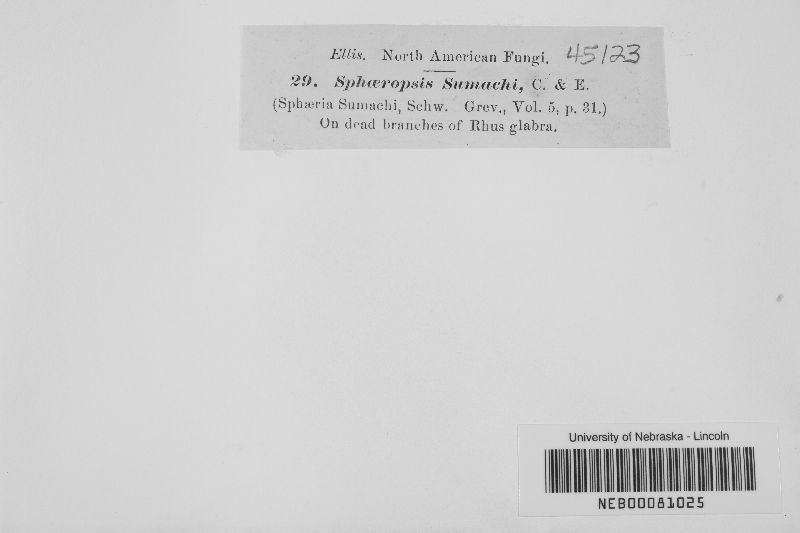 Ellis. North American Fungi. 45123
29. Sphæropsis Sumachi, C. & E.
(Sphæria Sumachi, Schw. Grev., Vol. 5, p. 31.)
On dead branches of Rhus glabra.
University of Nebraska - Lincoln
NEB00081025